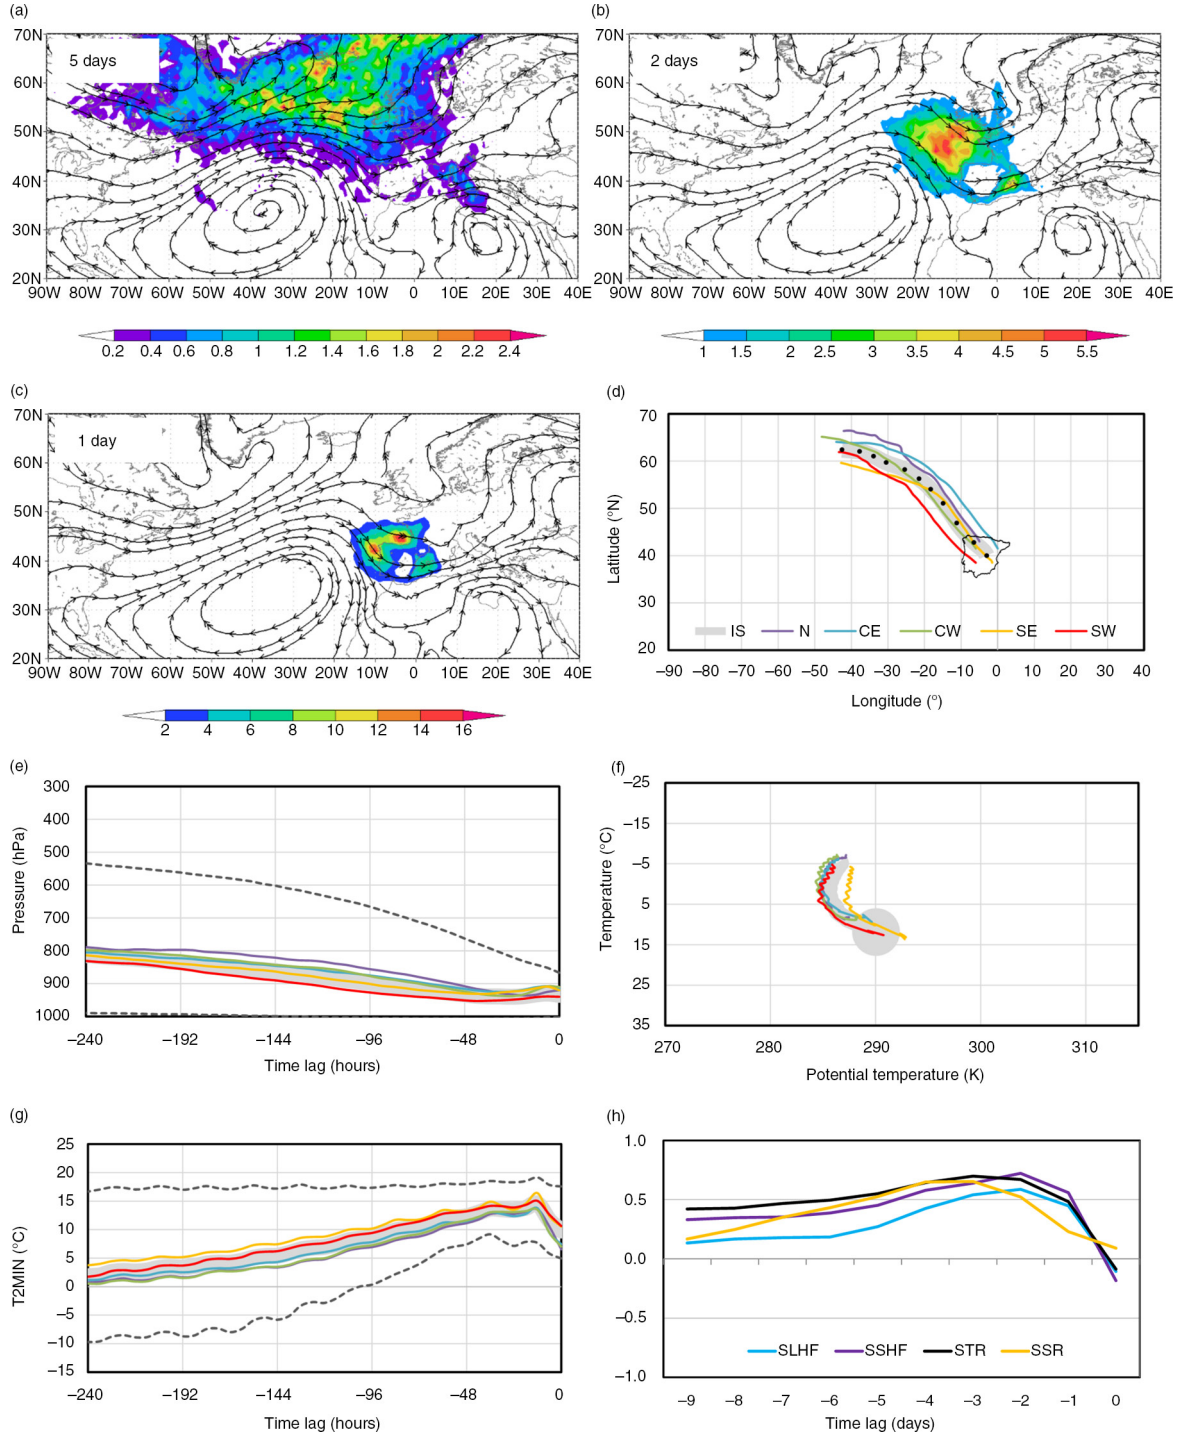 (a)
5 days
70N
60N
50N
40N
30N
20N
90W 80W 70W 60W 50W 40W 30W 20W 10W 0 10E 20E 30E 40E
0.2 0.4 0.6 0.8 1 1.2 1.4 1.6 1.8 2 2.2 2.4
(b)
2 days
70N
60N
50N
40N
30N
20N
90W 80W 70W 60W 50W 40W 30W 20W 10W 0 10E 20E 30E 40E
1 1.5 2 2.5 3 3.5 4 4.5 5 5.5
(c)
1 day
70N
60N
50N
40N
30N
20N
90W 80W 70W 60W 50W 40W 30W 20W 10W 0 10E 20E 30E 40E
2 4 6 8 10 12 14 16
(d)
Latitude (°N)
70
60
50
40
30
20
IS N CE CW SE SW
–90 –80 –70 –60 –50 –40 –30 –20 –10 0 10 20 30 40
Longitude (°)
(e)
Pressure (hPa)
300
400
500
600
700
800
900
1000
–240 –192 –144 –96 –48 0
Time lag (hours)
(f)
Temperature (°C)
–25
–15
–5
5
15
25
35
270 280 290 300 310
Potential temperature (K)
(g)
T2MIN (°C)
25
20
15
10
5
0
–5
–10
–15
–240 –192 –144 –96 –48 0
Time lag (hours)
(h)
1.0
0.5
0.0
–0.5
–1.0
SLHF SSHF STR SSR
–9 –8 –7 –6 –5 –4 –3 –2 –1 0
Time lag (days)